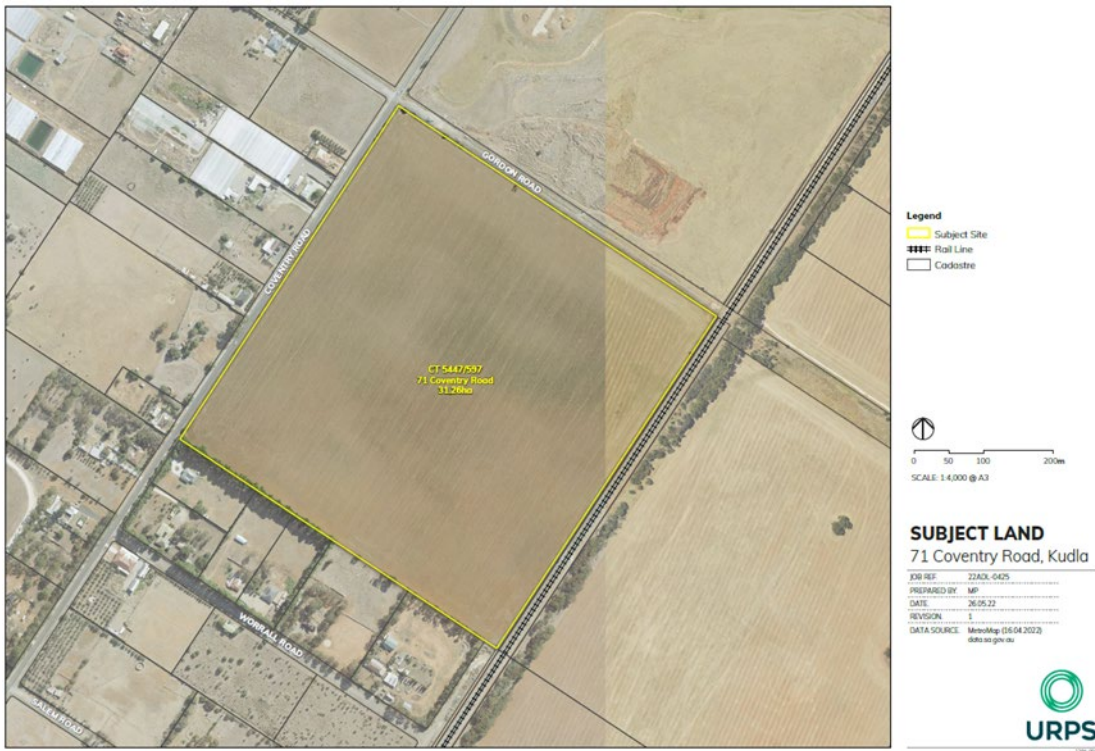 GORDON ROAD
COVENTRY ROAD
CT 5447/597
71 Coventry Road
31.26ha
WORRALL ROAD
SALEM ROAD
Legend
Subject Site
Rail Line
Cadastre
0 50 100 200m
SCALE: 1:4,000 @ A3
SUBJECT LAND
71 Coventry Road, Kudla
JOB REF. 22ADL-0425
PREPARED BY. MP
DATE. 26.05.22
REVISION. 1
DATA SOURCE. MetroMap (16.04.2022)
data.sa.gov.au
URPS